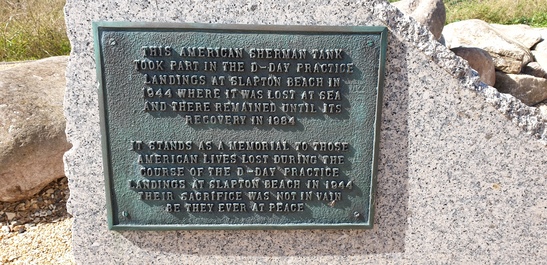 THIS AMERICAN SHERMAN TANK
TOOK PART IN THE D-DAY PRACTICE
LANDINGS AT SLAPTON BEACH IN
1944 WHERE IT WAS LOST AT SEA
AND THERE REMAINED UNTIL ITS
RECOVERY IN 1984
IT STANDS AS A MEMORIAL TO THOSE
AMERICAN LIVES LOST DURING THE
COURSE OF THE D-DAY PRACTICE
LANDINGS AT SLAPTON BEACH IN 1944
THEIR SACRIFICE WAS NOT IN VAIN
BE THEY EVER AT PEACE